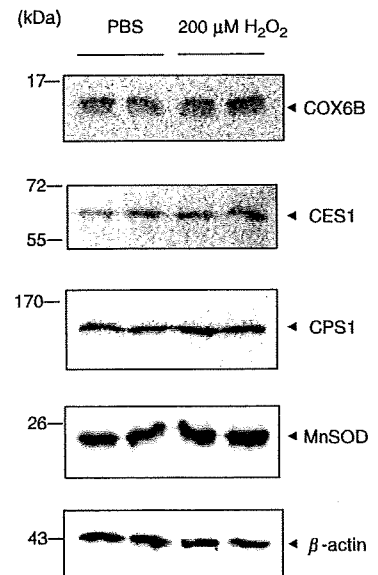 (kDa)
PBS 200 μM H₂O₂
17
COX6B
72
CES1
55
170
CPS1
26
MnSOD
43
β-actin